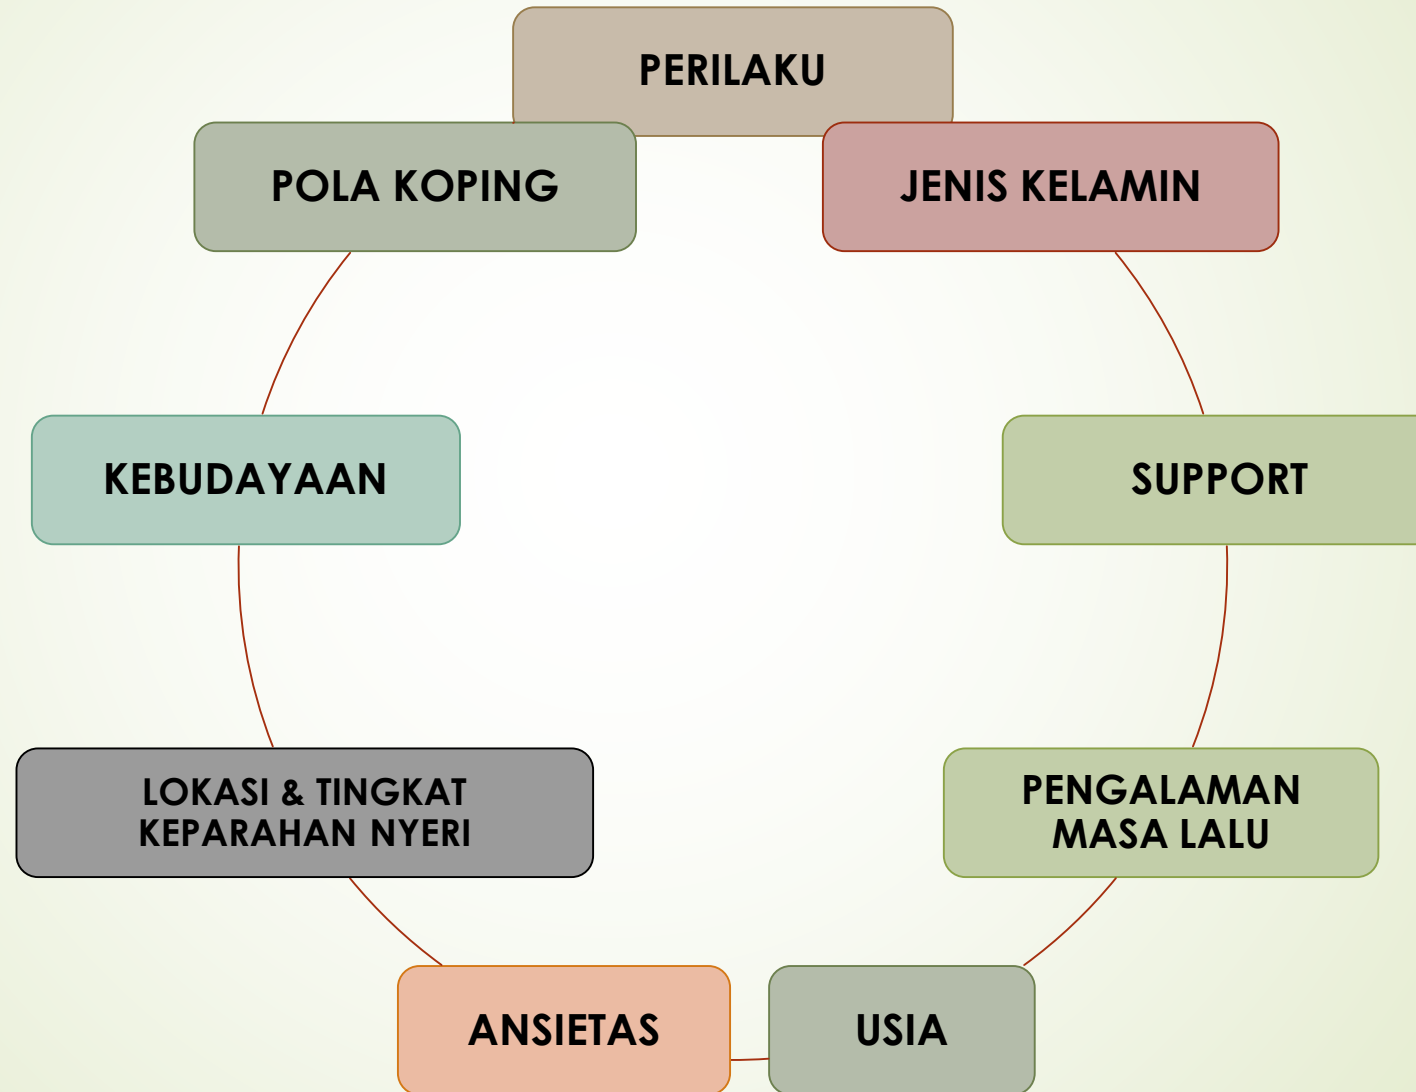 PERILAKU
POLA KOPING
JENIS KELAMIN
KEBUDAYAAN
SUPPORT
LOKASI & TINGKAT
KEPARAHAN NYERI
PENGALAMAN
MASA LALU
ANSIETAS
USIA